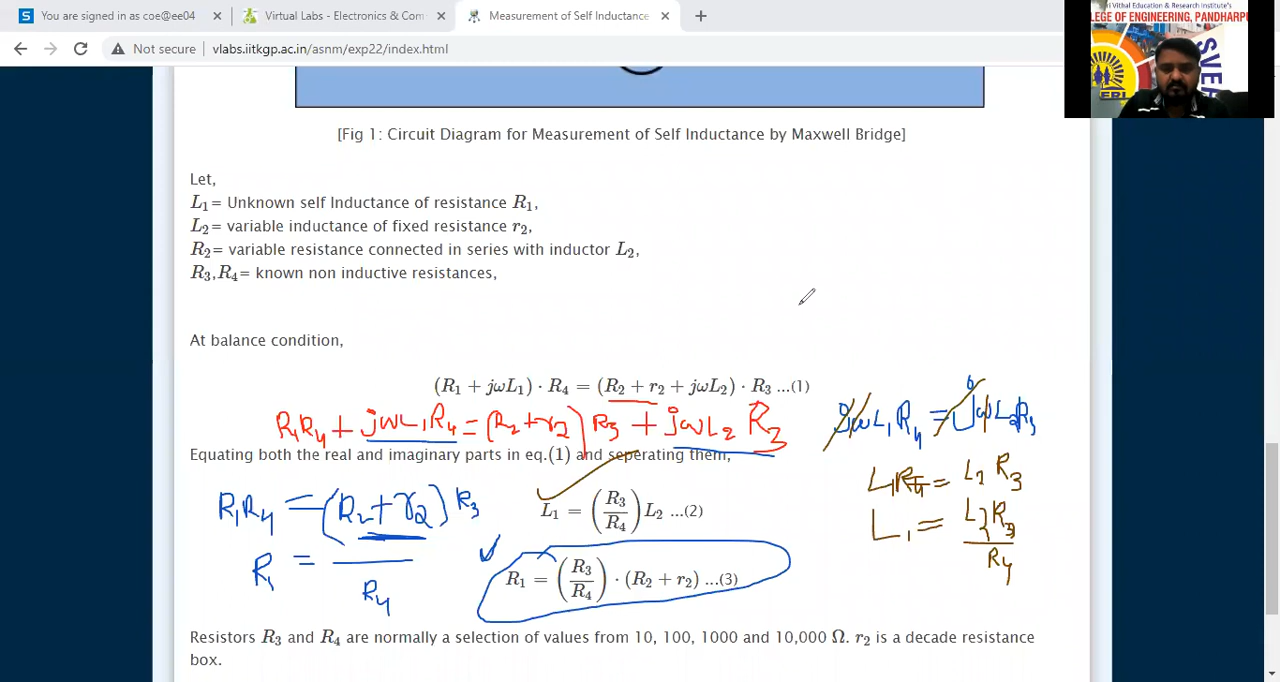 You are signed in as coe@ee04
Virtual Labs - Electronics & Com
Measurement of Self Inductance
Not secure
vlabs.iitkgp.ac.in/asnm/exp22/index.html
i Vithal Education & Research Institute's
LEGE OF ENGINEERING, PANDHARPU
SVE
ERI
[Fig 1: Circuit Diagram for Measurement of Self Inductance by Maxwell Bridge]
Let,
L₁= Unknown self Inductance of resistance R₁,
L₂= variable inductance of fixed resistance r₂,
R₂= variable resistance connected in series with inductor L₂,
R₃,R₄= known non inductive resistances,
At balance condition,
(R₁ + jωL₁) · R₄ = (R₂ + r₂ + jωL₂) · R₃ ...(1)
R₁R₄ + jωL₁R₄ = (R₂+r₂) R₃ + jωL₂ R₃
jωL₁R₄ = jωL₂R₃
Equating both the real and imaginary parts in eq.(1) and seperating them,
L₁R₄ = L₂ R₃
R₁R₄ = (R₂+r₂) R₃
L₁ = (R₃/R₄) L₂ ...(2)
L₁ = L₂R₃/R₄
R₁ = /R₄
R₁ = (R₃/R₄) · (R₂ + r₂) ...(3)
Resistors R₃ and R₄ are normally a selection of values from 10, 100, 1000 and 10,000 Ω. r₂ is a decade resistance
box.